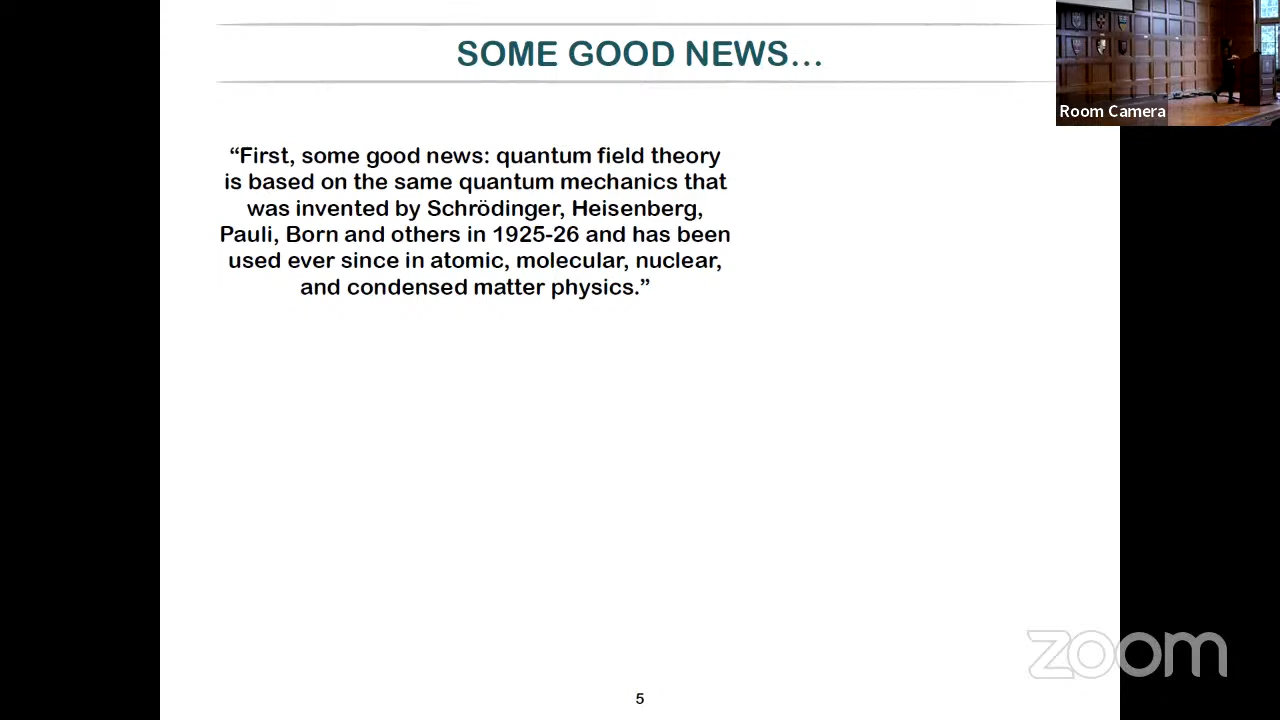 SOME GOOD NEWS…
Room Camera
“First, some good news: quantum field theory
is based on the same quantum mechanics that
was invented by Schrödinger, Heisenberg,
Pauli, Born and others in 1925-26 and has been
used ever since in atomic, molecular, nuclear,
and condensed matter physics.”
zoom
5